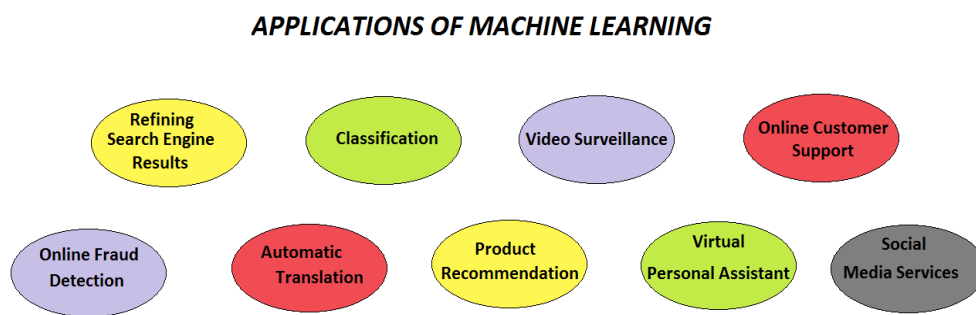 APPLICATIONS OF MACHINE LEARNING
Refining
Search Engine
Results
Classification
Video Surveillance
Online Customer
Support
Online Fraud
Detection
Automatic
Translation
Product
Recommendation
Virtual
Personal Assistant
Social
Media Services